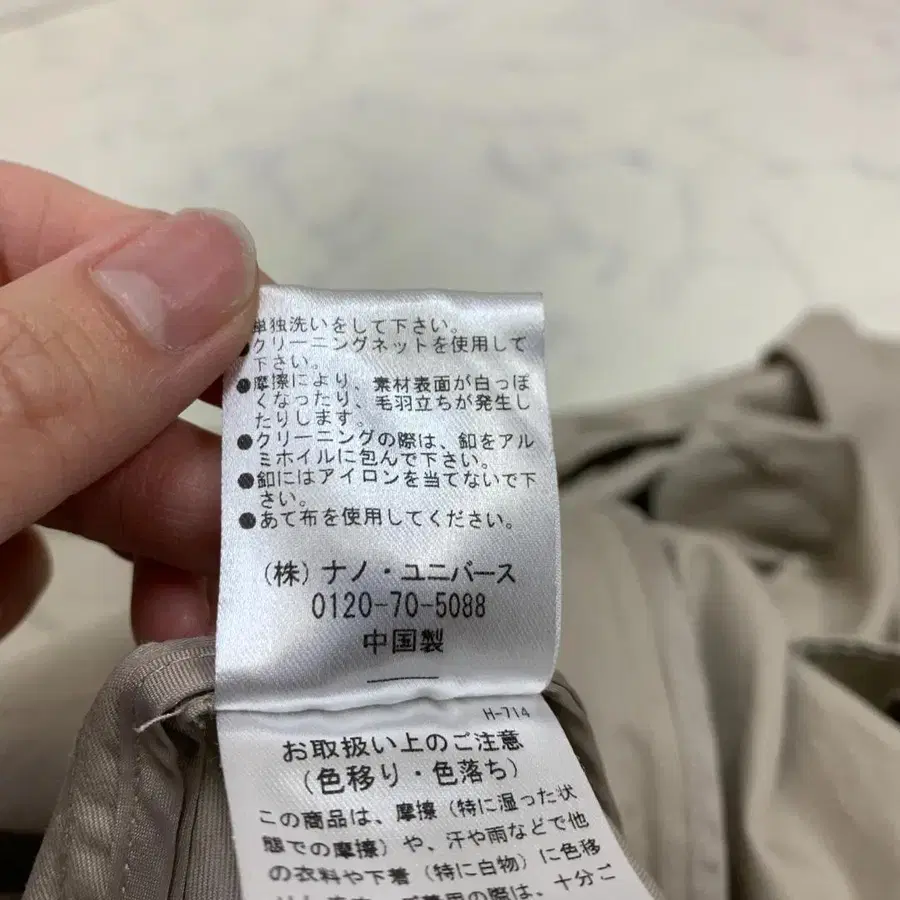 単独洗いをして下さい。
●クリーニングネットを使用して
下さい。
●摩擦により、素材表面が白っぽ
くなったり、毛羽立ちが発生し
たりします。
●クリーニングの際は、釦をアル
ミホイルに包んで下さい。
●釦にはアイロンを当てないで下
さい。
●あて布を使用してください。
(株)ナノ・ユニバース
0120-70-5088
中国製
H-714
お取扱い上のご注意
(色移り・色落ち)
この商品は、摩擦(特に湿った状
態での摩擦)や、汗や雨などで他
の衣料や下着(特に白物)に色移
の際は、十分ご